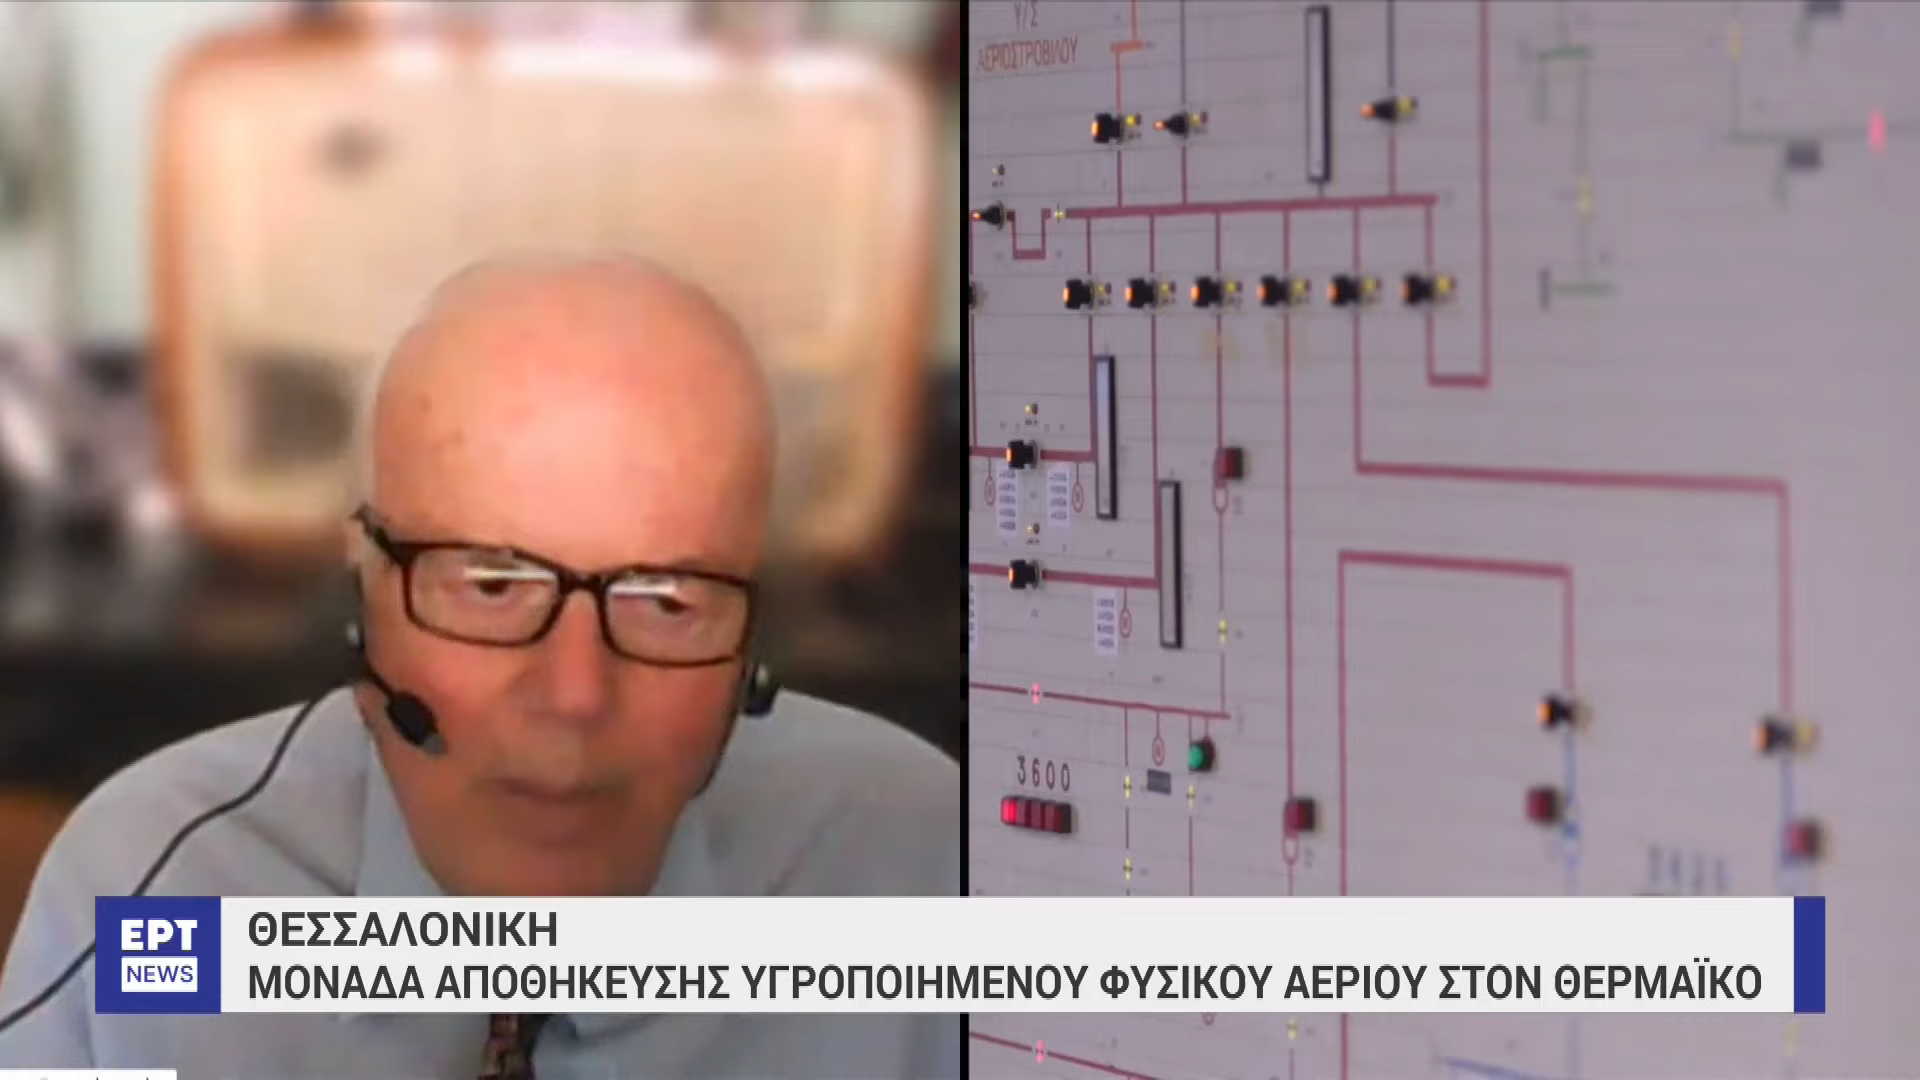 Υ/Σ
ΑΕΡΙΟΣΤΡΟΒΙΛΟΥ
3600
ΕΡΤ
NEWS
ΘΕΣΣΑΛΟΝΙΚΗ
ΜΟΝΑΔΑ ΑΠΟΘΗΚΕΥΣΗΣ ΥΓΡΟΠΟΙΗΜΕΝΟΥ ΦΥΣΙΚΟΥ ΑΕΡΙΟΥ ΣΤΟΝ ΘΕΡΜΑΪΚΟ